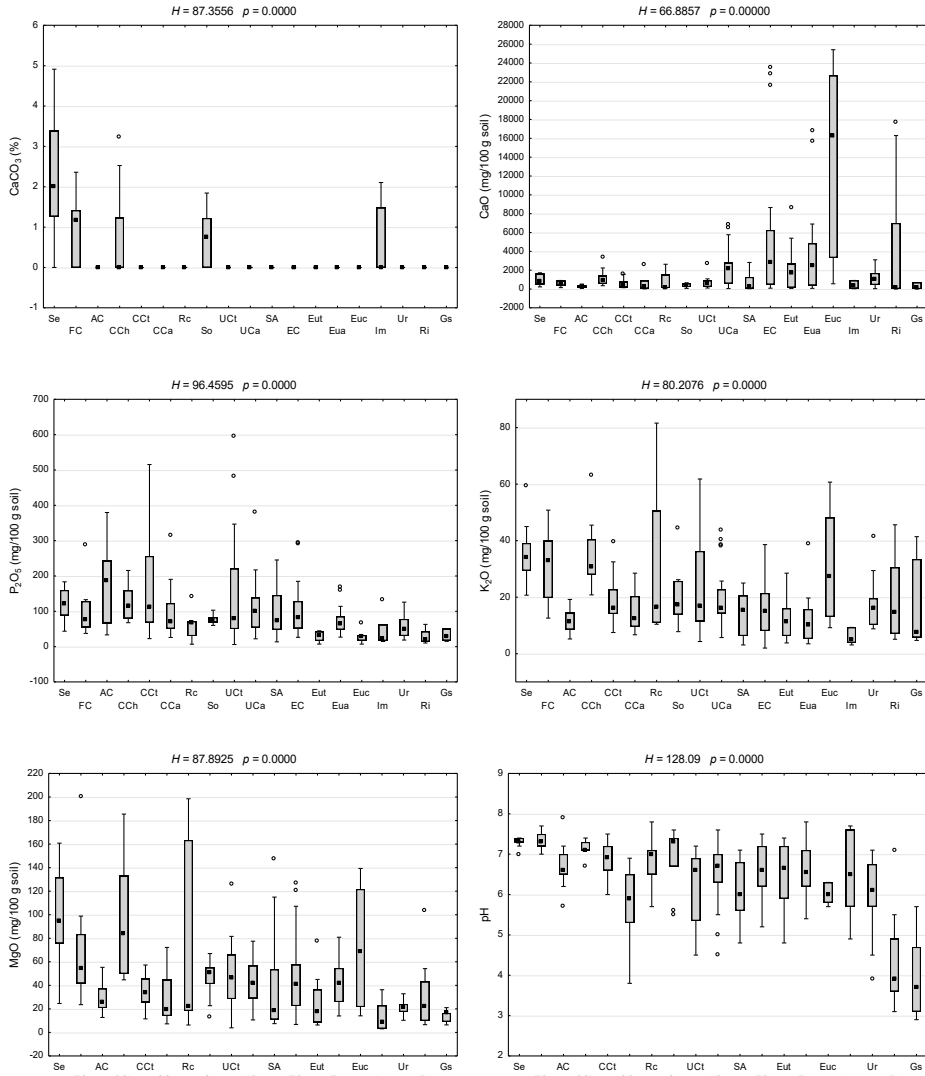 H = 87.3556 p = 0.0000
6
5
4
3
2
1
0
-1
CaCO3 (%)
Se AC CCt Rc UCt SA Eut Euc Ur Gs
FC CCh CCa So UCa EC Eua Im Ri
H = 66.8857 p = 0.00000
28000
26000
24000
22000
20000
18000
16000
14000
12000
10000
8000
6000
4000
2000
0
-2000
CaO (mg/100 g soil)
Se AC CCt Rc UCt SA Eut Euc Ur Gs
FC CCh CCa So UCa EC Eua Im Ri
H = 96.4595 p = 0.0000
700
600
500
400
300
200
100
0
-100
P2O5 (mg/100 g soil)
Se AC CCt Rc UCt SA Eut Euc Ur Gs
FC CCh CCa So UCa EC Eua Im Ri
H = 80.2076 p = 0.0000
80
60
40
20
0
K2O (mg/100 g soil)
Se AC CCt Rc UCt SA Eut Euc Ur Gs
FC CCh CCa So UCa EC Eua Im Ri
H = 87.8925 p = 0.0000
220
200
180
160
140
120
100
80
60
40
20
0
-20
MgO (mg/100 g soil)
Se AC CCt Rc UCt SA Eut Euc Ur Gs
H = 128.09 p = 0.0000
9
8
7
6
5
4
3
2
pH
Se AC CCt Rc UCt SA Eut Euc Ur Gs